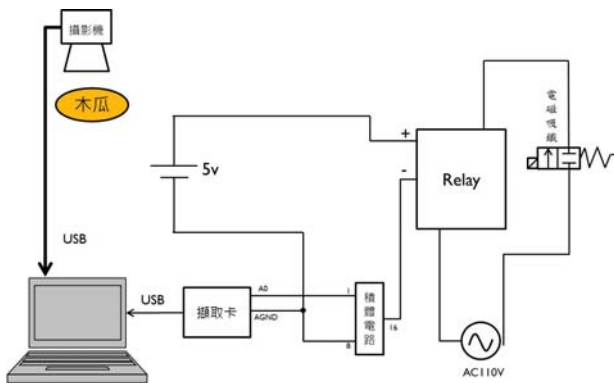 攝影機
木瓜
電磁吸鐵
+
5v
-
Relay
USB
USB
擷取卡
A0
AGND
1
8
積體電路
16
AC110V